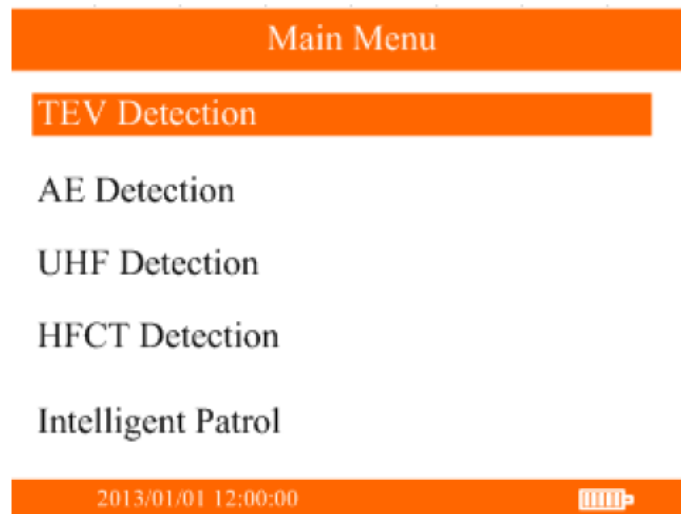 Main Menu
TEV Detection
AE Detection
UHF Detection
HFCT Detection
Intelligent Patrol
2013/01/01 12:00:00